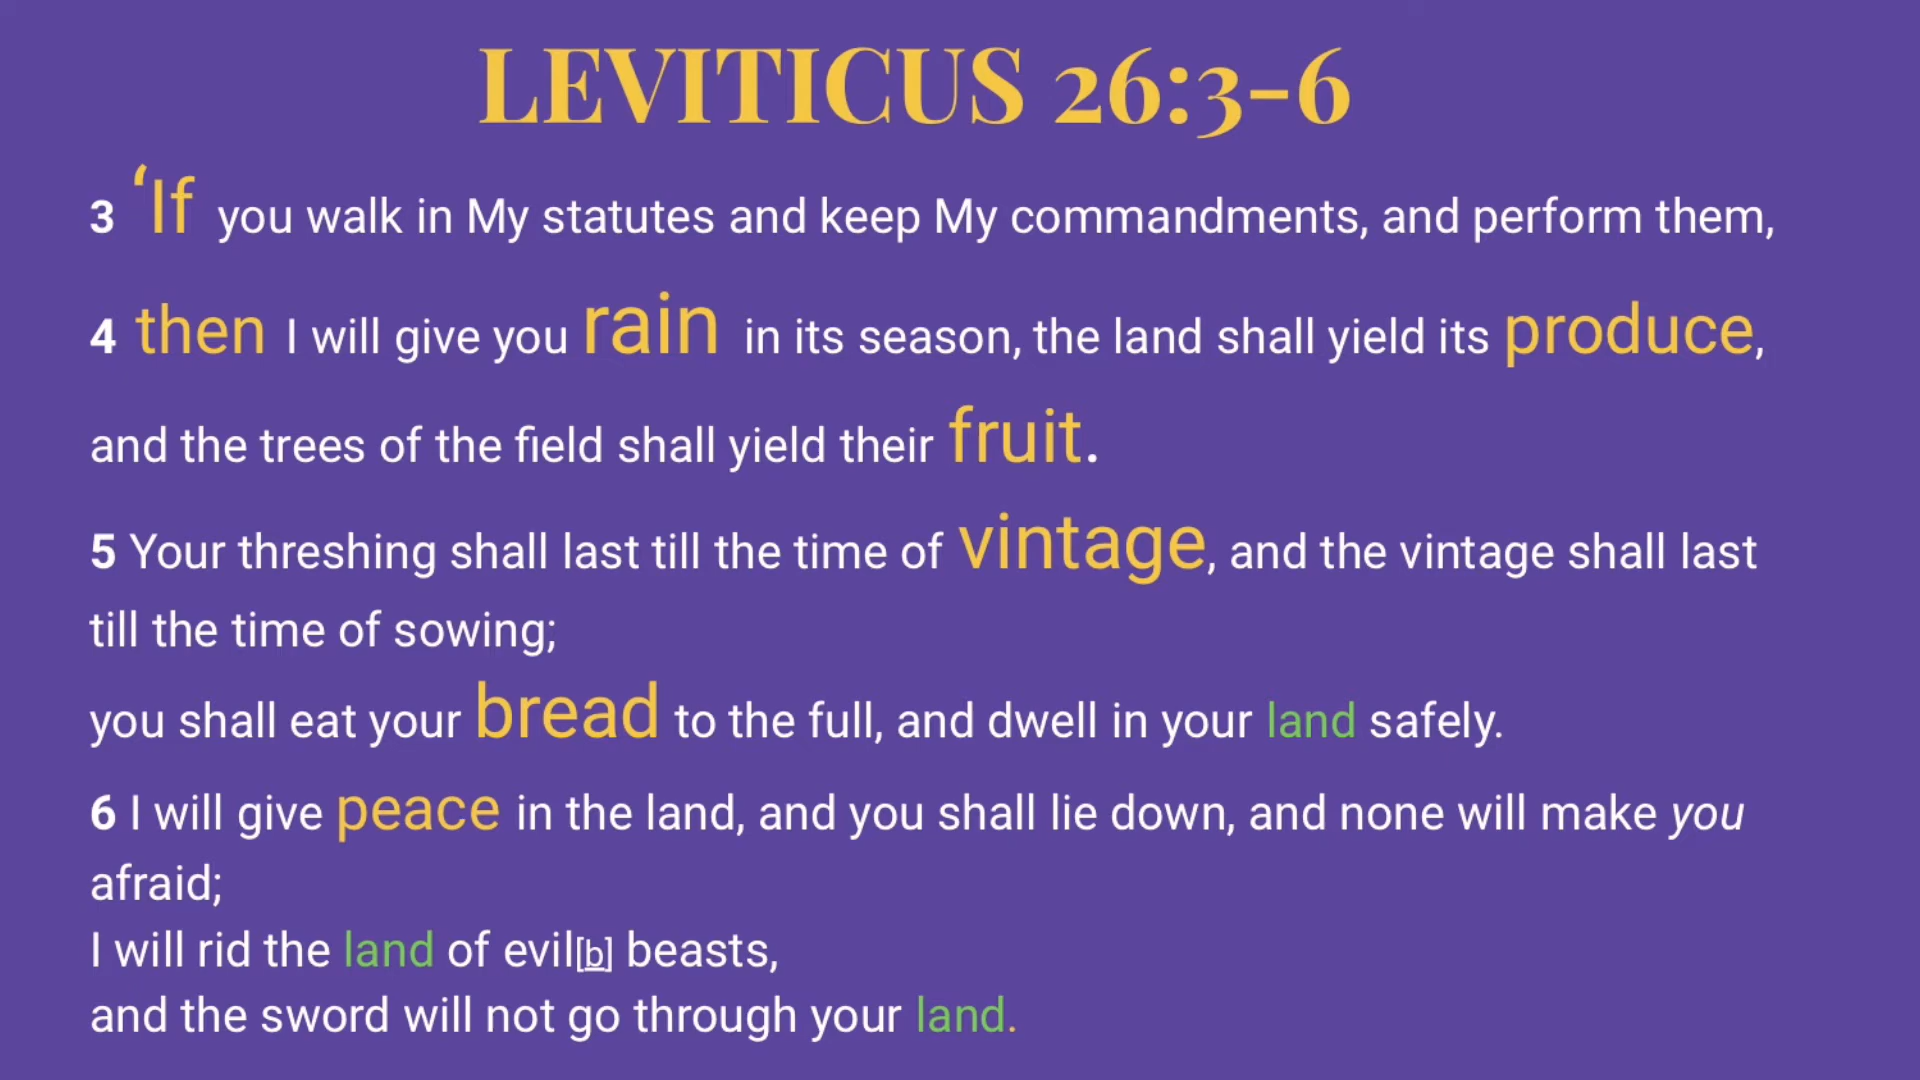 LEVITICUS 26:3-6
3 ‘If you walk in My statutes and keep My commandments, and perform them,
4 then I will give you rain in its season, the land shall yield its produce,
and the trees of the field shall yield their fruit.
5 Your threshing shall last till the time of vintage, and the vintage shall last
till the time of sowing;
you shall eat your bread to the full, and dwell in your land safely.
6 I will give peace in the land, and you shall lie down, and none will make you
afraid;
I will rid the land of evil[b] beasts,
and the sword will not go through your land.